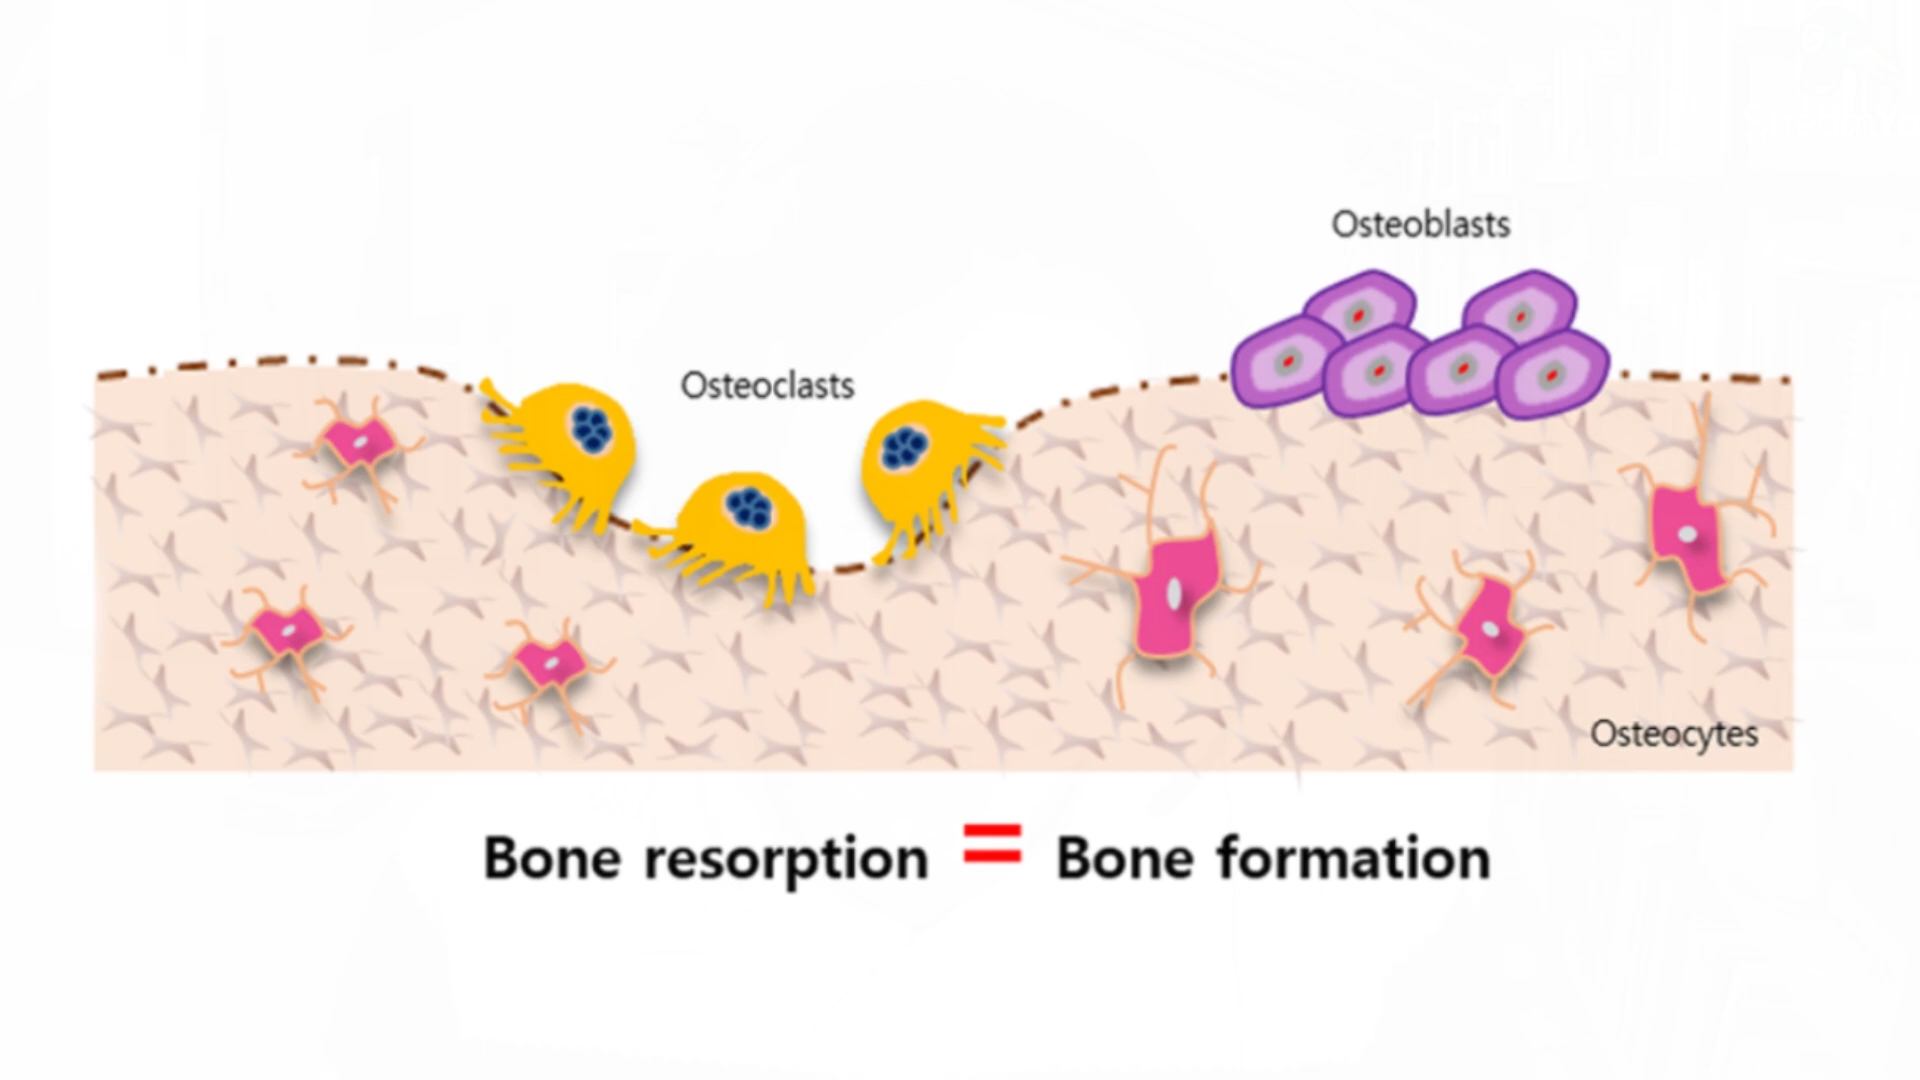 Osteoblasts
Osteoclasts
Osteocytes
Bone resorption = Bone formation